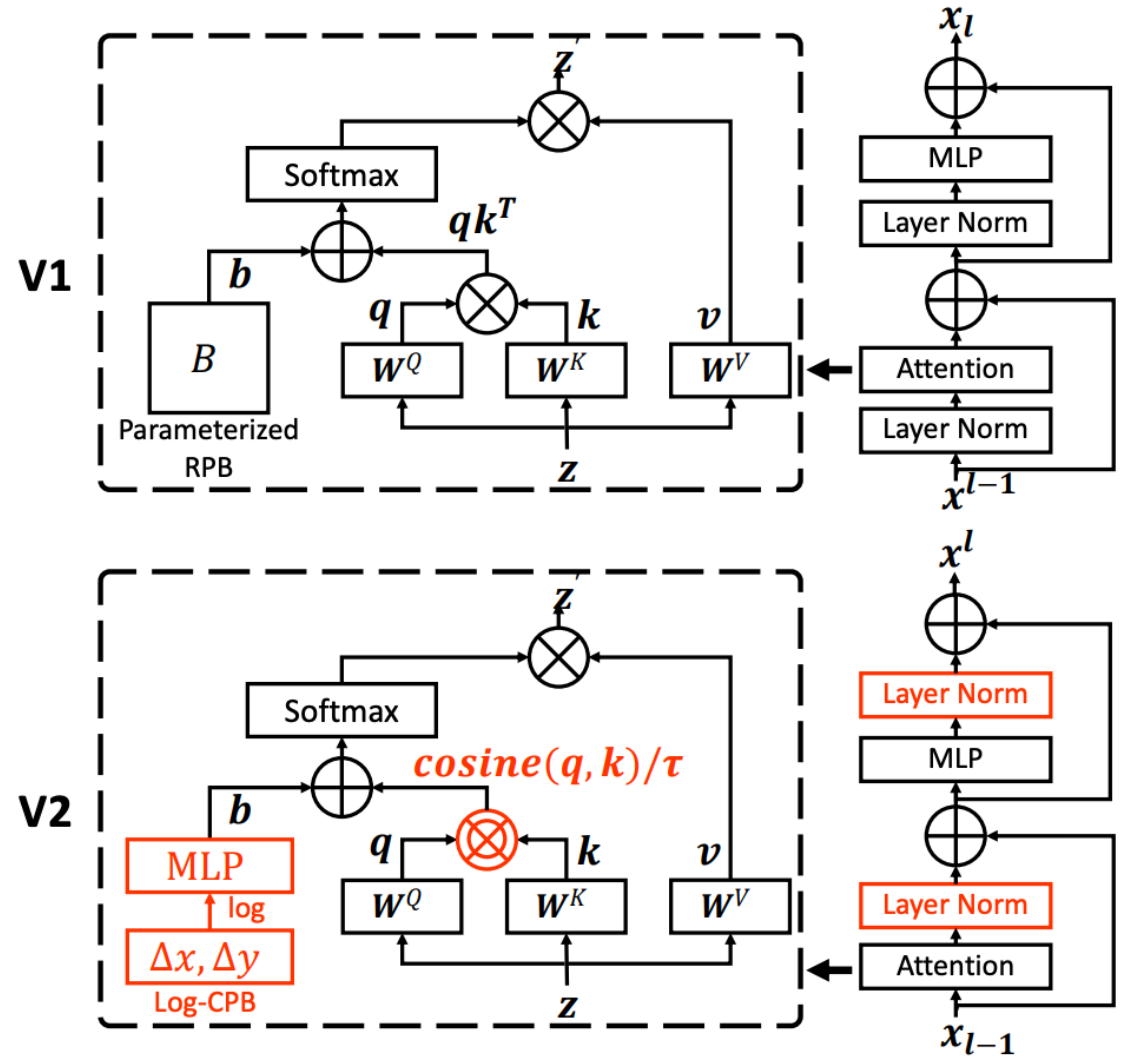 V1
z′
Softmax
qkᵀ
b
q
k
v
B
W^Q
W^K
W^V
Parameterized
RPB
z
x_l
MLP
Layer Norm
Attention
Layer Norm
x^{l−1}
V2
z′
Softmax
cosine(q, k)/τ
b
q
k
v
MLP
log
W^Q
W^K
W^V
Δx, Δy
Log-CPB
z
x^l
Layer Norm
MLP
Layer Norm
Attention
x_{l−1}